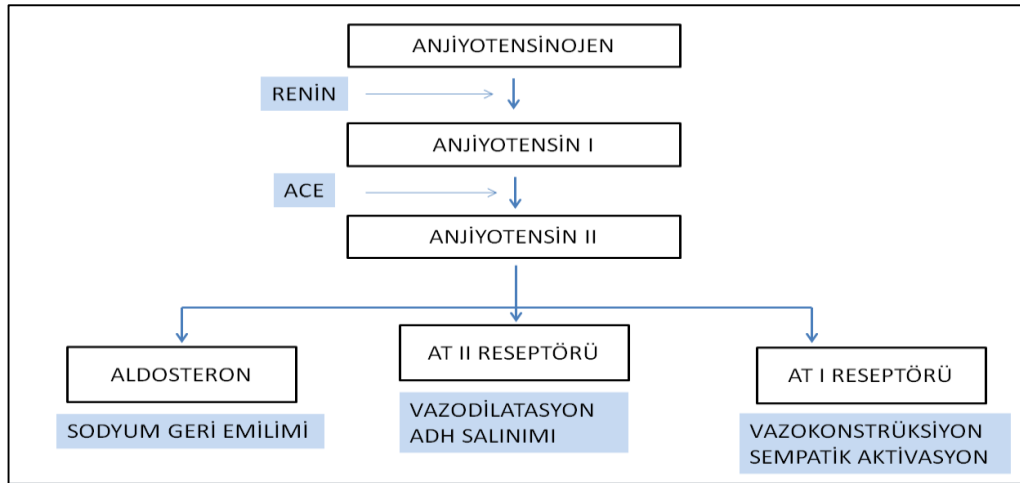 ANJİYOTENSİNOJEN
RENİN
ANJİYOTENSİN I
ACE
ANJİYOTENSİN II
ALDOSTERON
SODYUM GERİ EMİLİMİ
AT II RESEPTÖRÜ
VAZODİLATASYON
ADH SALINIMI
AT I RESEPTÖRÜ
VAZOKONSTRÜKSİYON
SEMPATİK AKTİVASYON